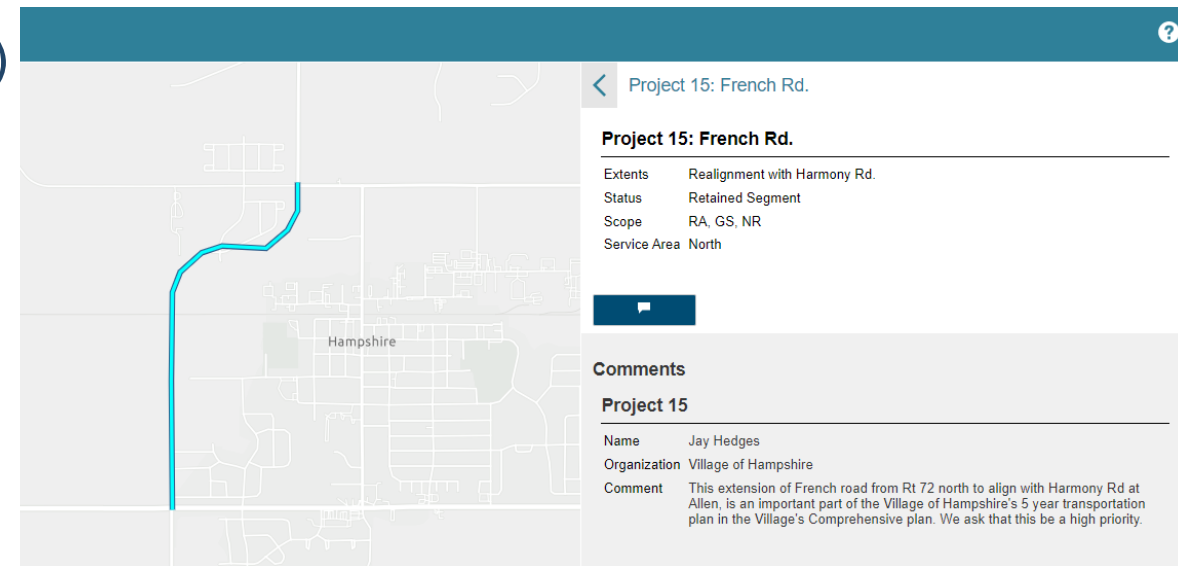 ?
Project 15: French Rd.
Project 15: French Rd.
Extents Realignment with Harmony Rd.
Status Retained Segment
Scope RA, GS, NR
Service Area North
Hampshire
Comments
Project 15
Name Jay Hedges
Organization Village of Hampshire
Comment This extension of French road from Rt 72 north to align with Harmony Rd at
Allen, is an important part of the Village of Hampshire's 5 year transportation
plan in the Village's Comprehensive plan. We ask that this be a high priority.